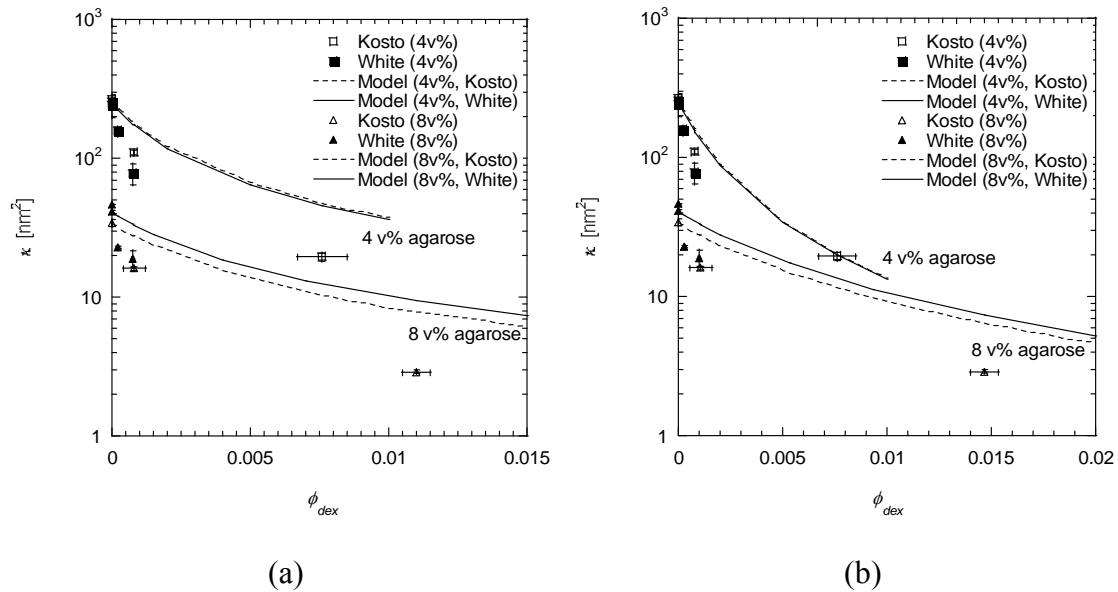 10³
10²
10
1
κ [nm²]
Kosto (4v%)
White (4v%)
Model (4v%, Kosto)
Model (4v%, White)
Kosto (8v%)
White (8v%)
Model (8v%, Kosto)
Model (8v%, White)
4 v% agarose
8 v% agarose
0 0.005 0.01 0.015
ϕdex
(a)
10³
10²
10
1
κ [nm²]
Kosto (4v%)
White (4v%)
Model (4v%, Kosto)
Model (4v%, White)
Kosto (8v%)
White (8v%)
Model (8v%, Kosto)
Model (8v%, White)
4 v% agarose
8 v% agarose
0 0.005 0.01 0.015 0.02
ϕdex
(b)